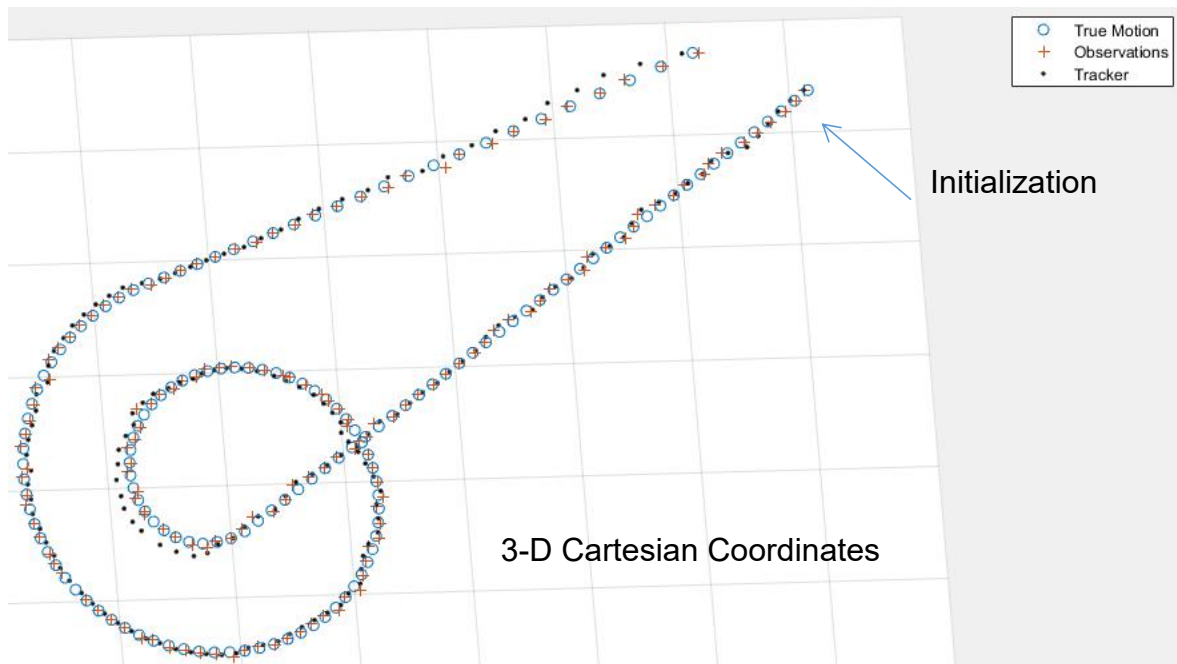 True Motion
Observations
Tracker
Initialization
3-D Cartesian Coordinates